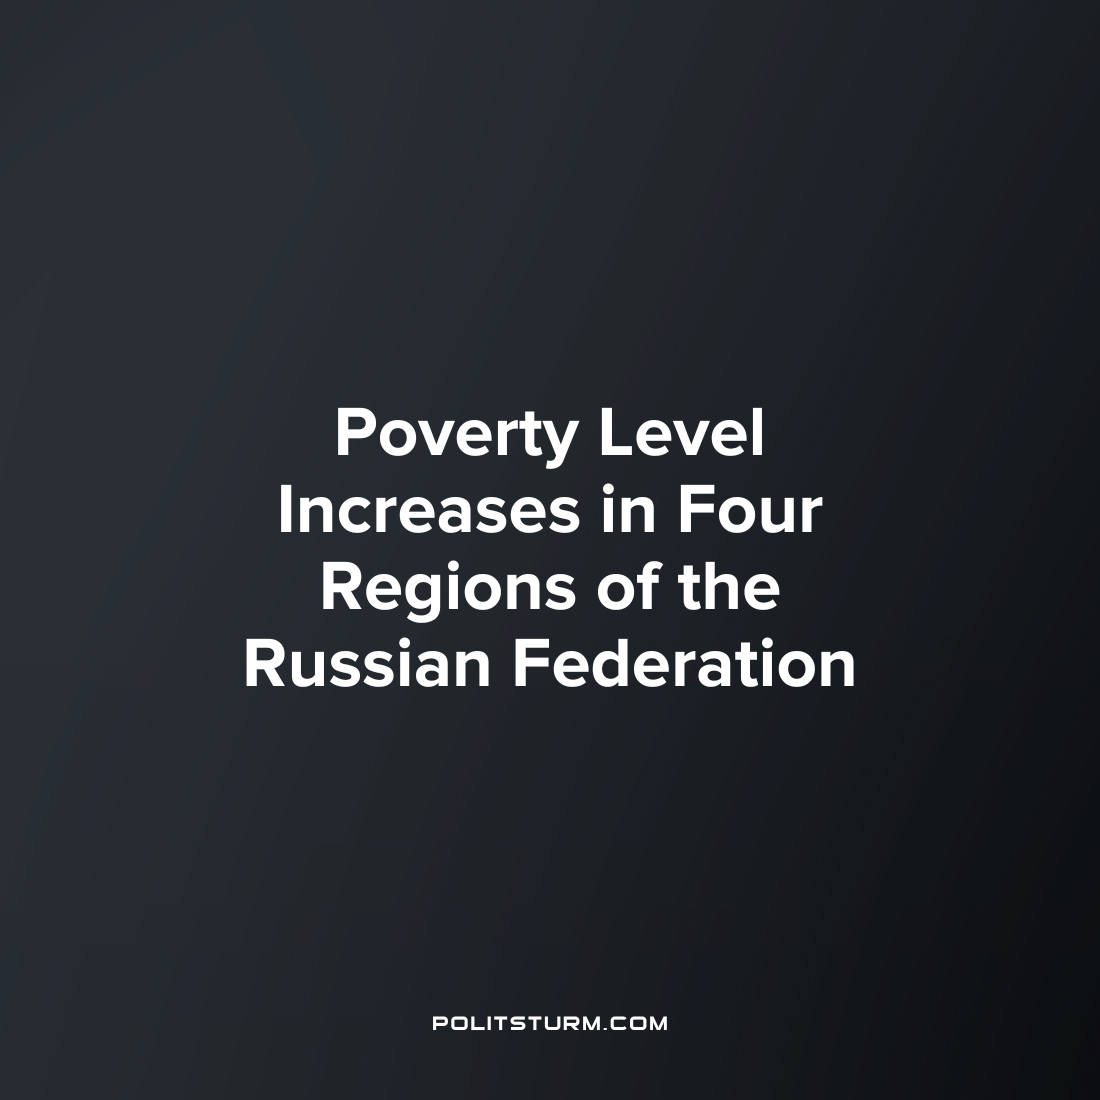 Poverty Level
Increases in Four
Regions of the
Russian Federation
POLITSTURM.COM